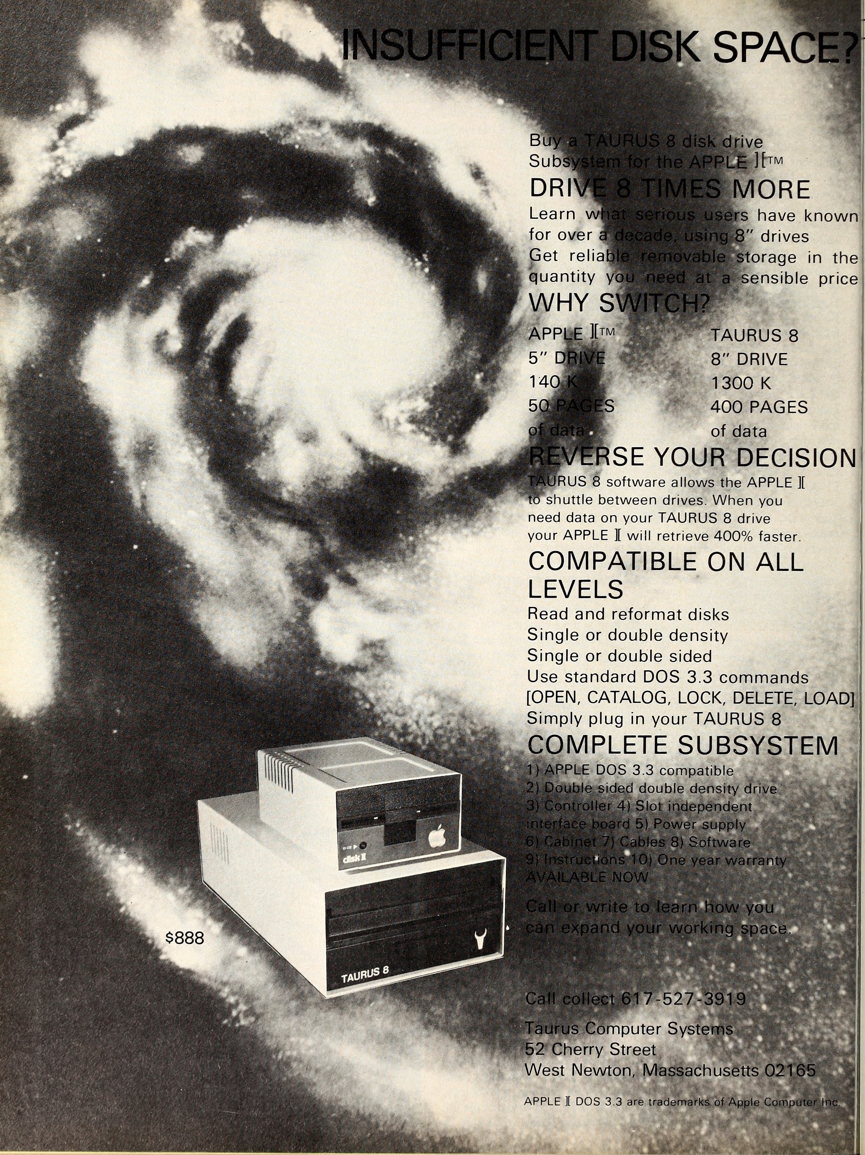 INSUFFICIENT DISK SPACE?
Buy a TAURUS 8 disk drive
Subsystem for the APPLE ][™
DRIVE 8 TIMES MORE
Learn what serious users have known
for over a decade, using 8” drives
Get reliable removable storage in the
quantity you need at a sensible price
WHY SWITCH?
APPLE ][™ TAURUS 8
5” DRIVE 8” DRIVE
140 K 1300 K
50 PAGES 400 PAGES
of data of data
REVERSE YOUR DECISION
TAURUS 8 software allows the APPLE ][
to shuttle between drives. When you
need data on your TAURUS 8 drive
your APPLE ][ will retrieve 400% faster.
COMPATIBLE ON ALL
LEVELS
Read and reformat disks
Single or double density
Single or double sided
Use standard DOS 3.3 commands
[OPEN, CATALOG, LOCK, DELETE, LOAD]
Simply plug in your TAURUS 8
COMPLETE SUBSYSTEM
1) APPLE DOS 3.3 compatible
2) Double sided double density drive
3) Controller 4) Slot independent
interface board 5) Power supply
6) Cabinet 7) Cables 8) Software
9) Instructions 10) One year warranty
AVAILABLE NOW
Call or write to learn how you
can expand your working space.
disk ][
TAURUS 8
$888
Call collect 617-527-3919
Taurus Computer Systems
52 Cherry Street
West Newton, Massachusetts 02165
APPLE ][ DOS 3.3 are trademarks of Apple Computer Inc